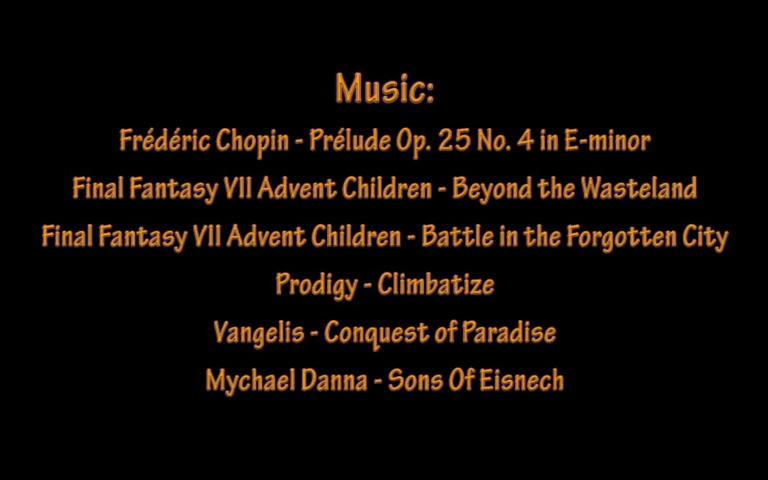 Music:
Frédéric Chopin - Prélude Op. 25 No. 4 in E-minor
Final Fantasy VII Advent Children - Beyond the Wasteland
Final Fantasy VII Advent Children - Battle in the Forgotten City
Prodigy - Climbatize
Vangelis - Conquest of Paradise
Mychael Danna - Sons Of Eisnech